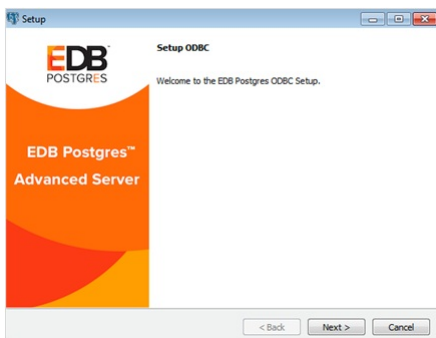 Setup
EDB
POSTGRES
Setup ODBC
Welcome to the EDB Postgres ODBC Setup.
EDB Postgres™
Advanced Server
< Back
Next >
Cancel